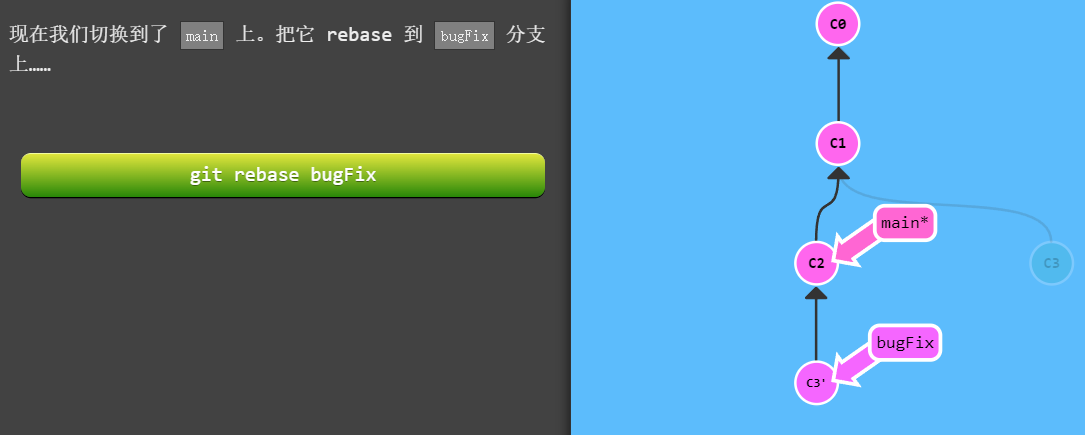 现在我们切换到了 main 上。把它 rebase 到 bugFix 分支
上……
git rebase bugFix
C0
C1
main*
C2
C3
bugFix
C3'